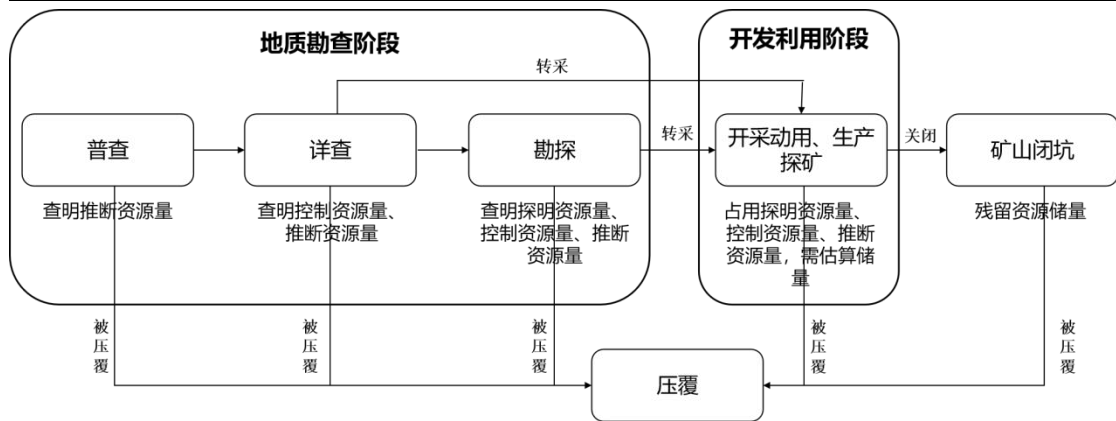 地质勘查阶段
开发利用阶段
转采
普查
详查
勘探
转采
开采动用、生产
探矿
关闭
矿山闭坑
查明推断资源量
查明控制资源量、
推断资源量
查明探明资源量、
控制资源量、推断
资源量
占用探明资源量、
控制资源量、推断
资源量，需估算储
量
残留资源储量
被压覆
被压覆
被压覆
被压覆
被压覆
压覆